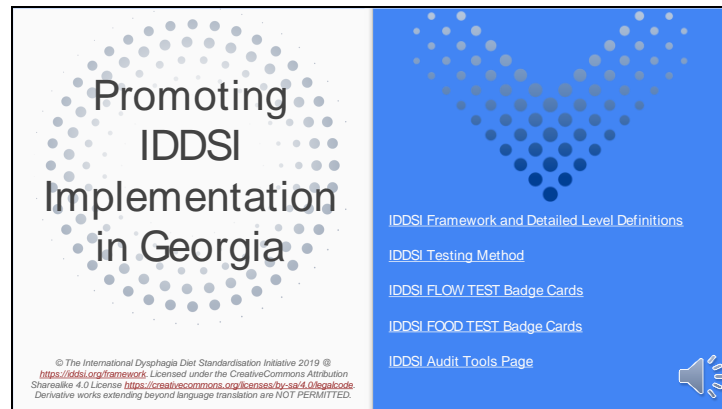 Promoting
IDDSI
Implementation
in Georgia
© The International Dysphagia Diet Standardisation Initiative 2019 @
https://iddsi.org/framework. Licensed under the CreativeCommons Attribution
Sharealike 4.0 License https://creativecommons.org/licenses/by-sa/4.0/legalcode.
Derivative works extending beyond language translation are NOT PERMITTED.
IDDSI Framework and Detailed Level Definitions
IDDSI Testing Method
IDDSI FLOW TEST Badge Cards
IDDSI FOOD TEST Badge Cards
IDDSI Audit Tools Page